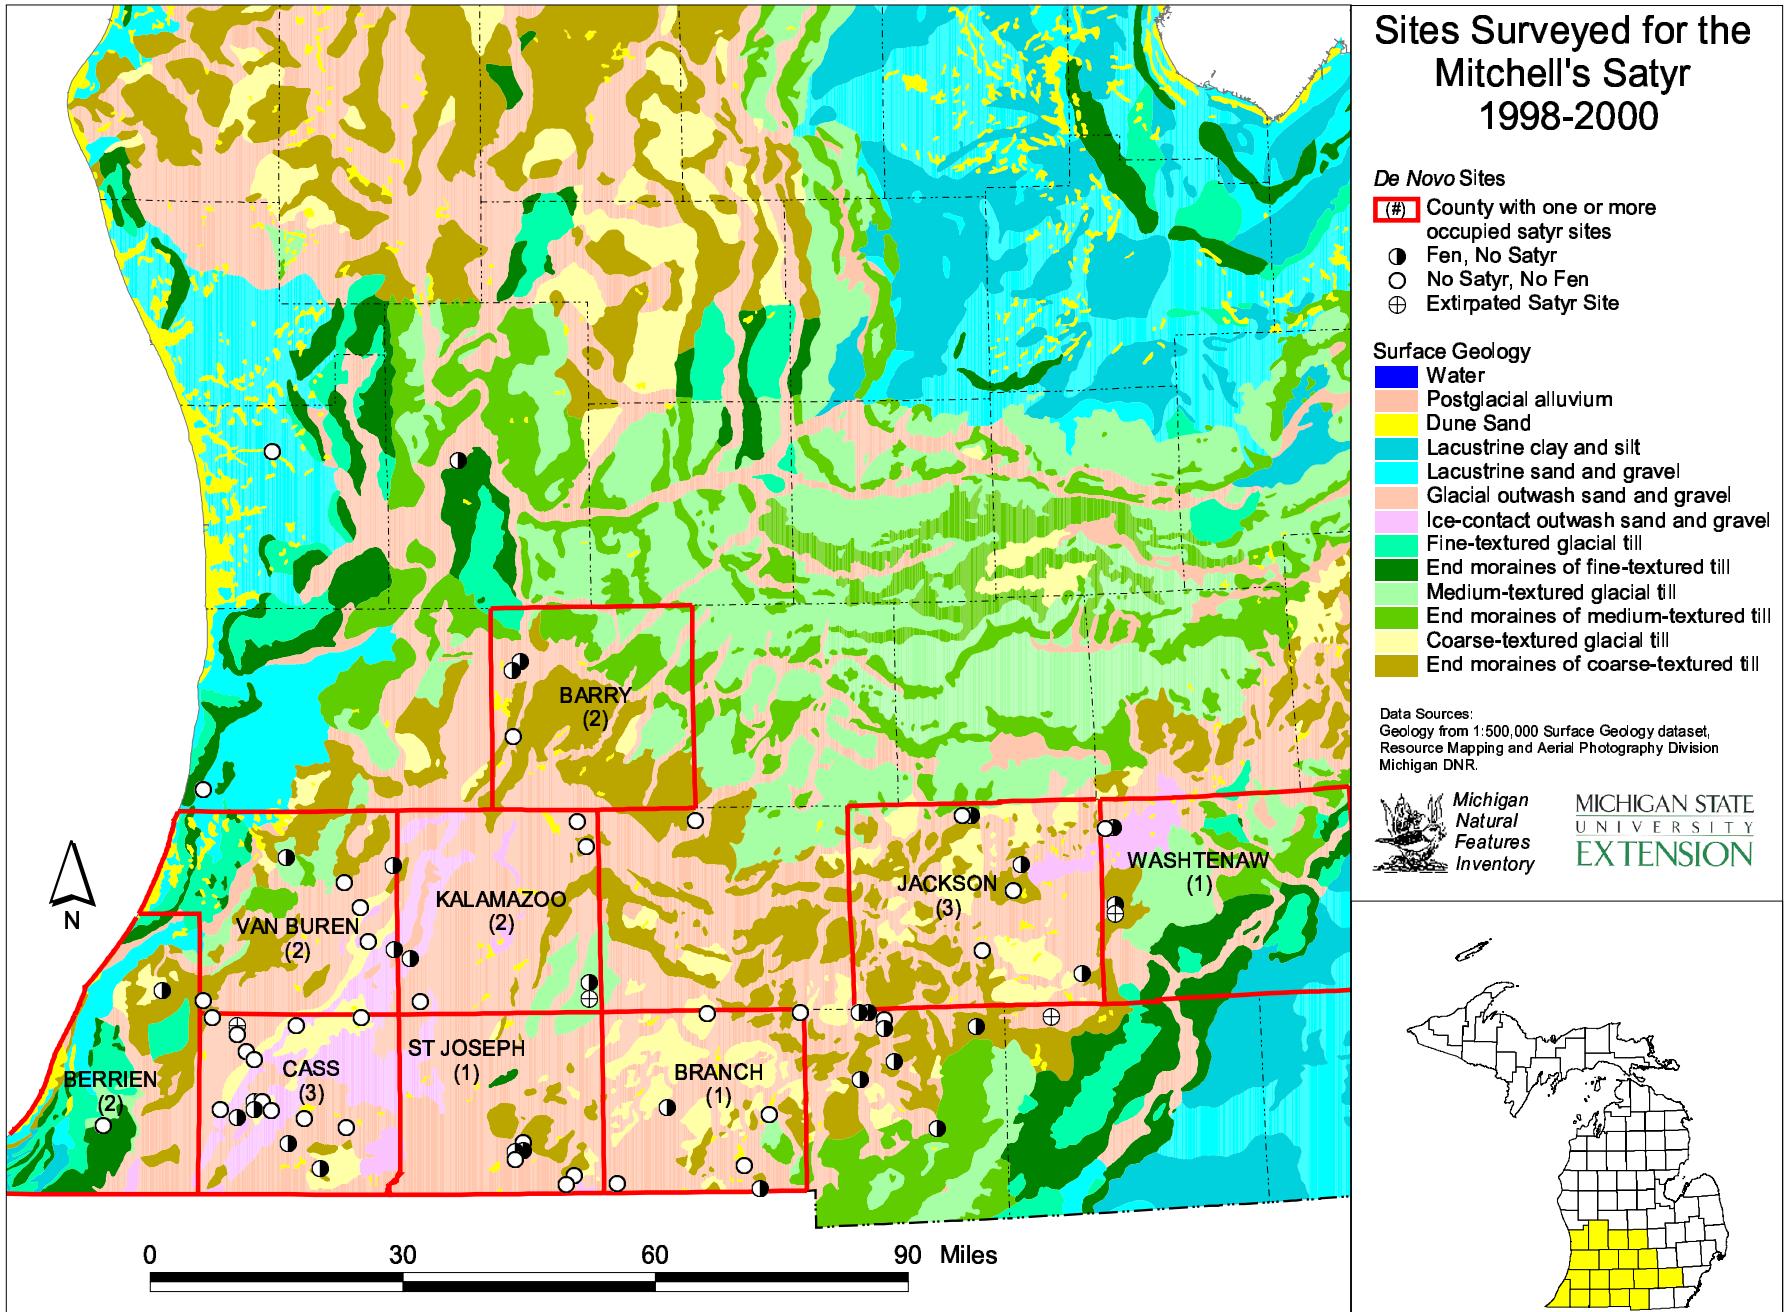 Sites Surveyed for the
Mitchell's Satyr
1998-2000
De Novo Sites
(#) County with one or more
occupied satyr sites
Fen, No Satyr
No Satyr, No Fen
Extirpated Satyr Site
Surface Geology
Water
Postglacial alluvium
Dune Sand
Lacustrine clay and silt
Lacustrine sand and gravel
Glacial outwash sand and gravel
Ice-contact outwash sand and gravel
Fine-textured glacial till
End moraines of fine-textured till
Medium-textured glacial till
End moraines of medium-textured till
Coarse-textured glacial till
End moraines of coarse-textured till
Data Sources:
Geology from 1:500,000 Surface Geology dataset,
Resource Mapping and Aerial Photography Division
Michigan DNR.
Michigan
Natural
Features
Inventory
MICHIGAN STATE
UNIVERSITY
EXTENSION
BARRY
(2)
WASHTENAW
(1)
JACKSON
(3)
KALAMAZOO
(2)
VAN BUREN
(2)
N
ST JOSEPH
(1)
CASS
(3)
BRANCH
(1)
BERRIEN
(2)
0 30 60 90 Miles